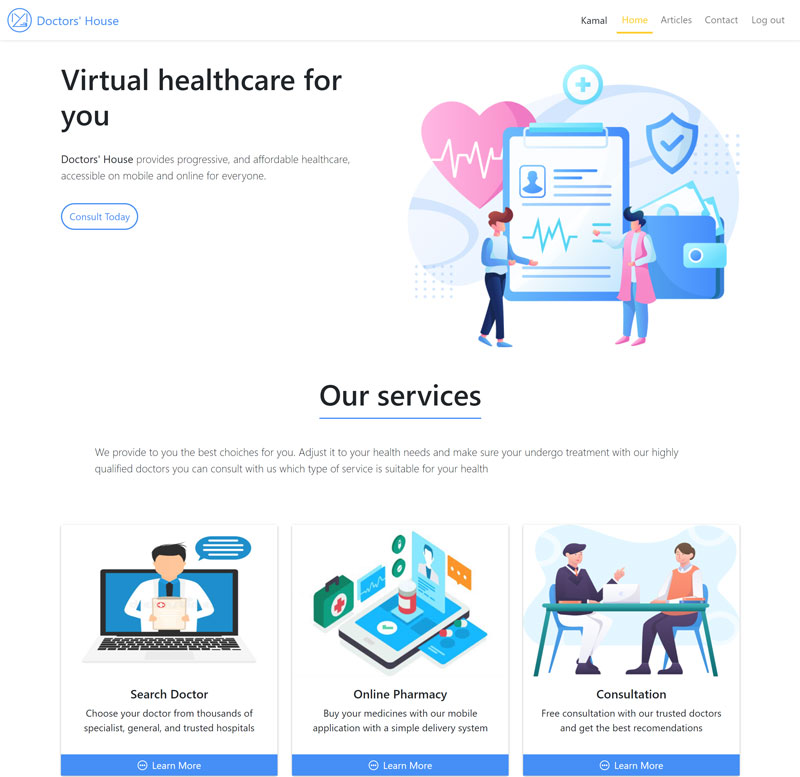 Doctors' House
Kamal Home Articles Contact Log out
Virtual healthcare for
you
Doctors' House provides progressive, and affordable healthcare,
accessible on mobile and online for everyone.
Consult Today
Our services
We provide to you the best choiches for you. Adjust it to your health needs and make sure your undergo treatment with our highly
qualified doctors you can consult with us which type of service is suitable for your health
Search Doctor
Choose your doctor from thousands of
specialist, general, and trusted hospitals
Learn More
Online Pharmacy
Buy your medicines with our mobile
application with a simple delivery system
Learn More
Consultation
Free consultation with our trusted doctors
and get the best recomendations
Learn More